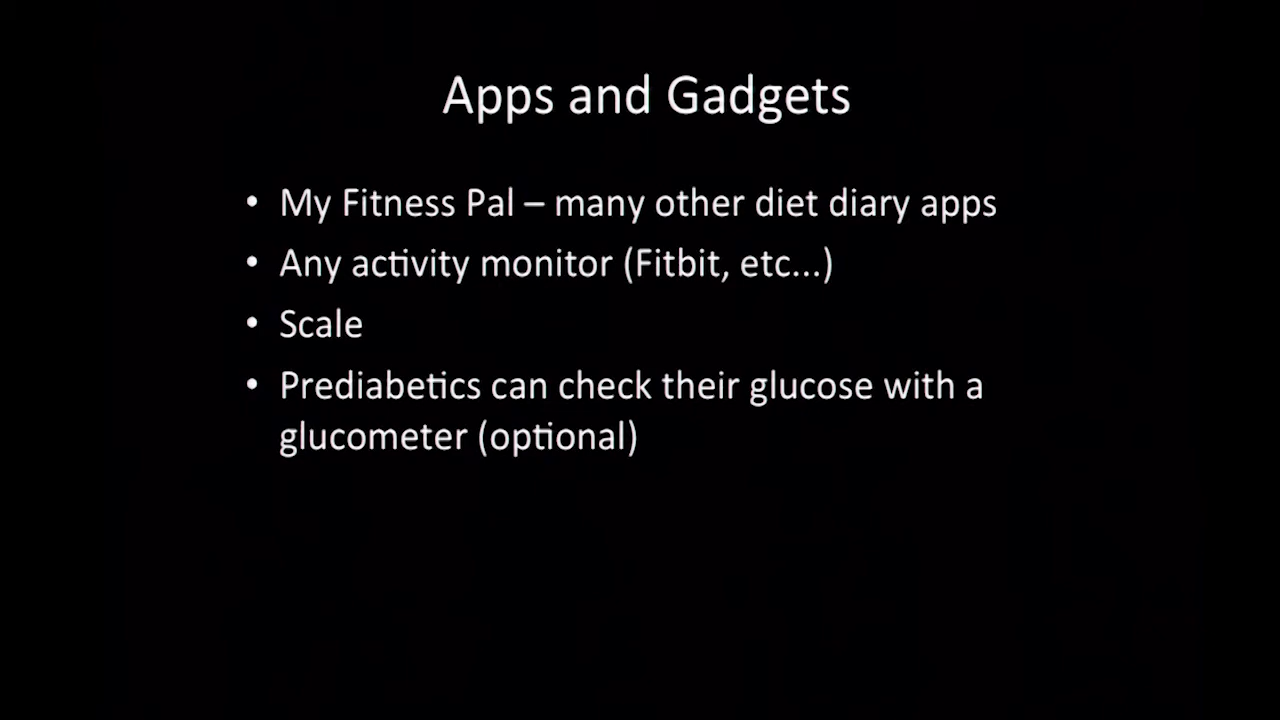 Apps and Gadgets
• My Fitness Pal – many other diet diary apps
• Any activity monitor (Fitbit, etc...)
• Scale
• Prediabetics can check their glucose with a
glucometer (optional)